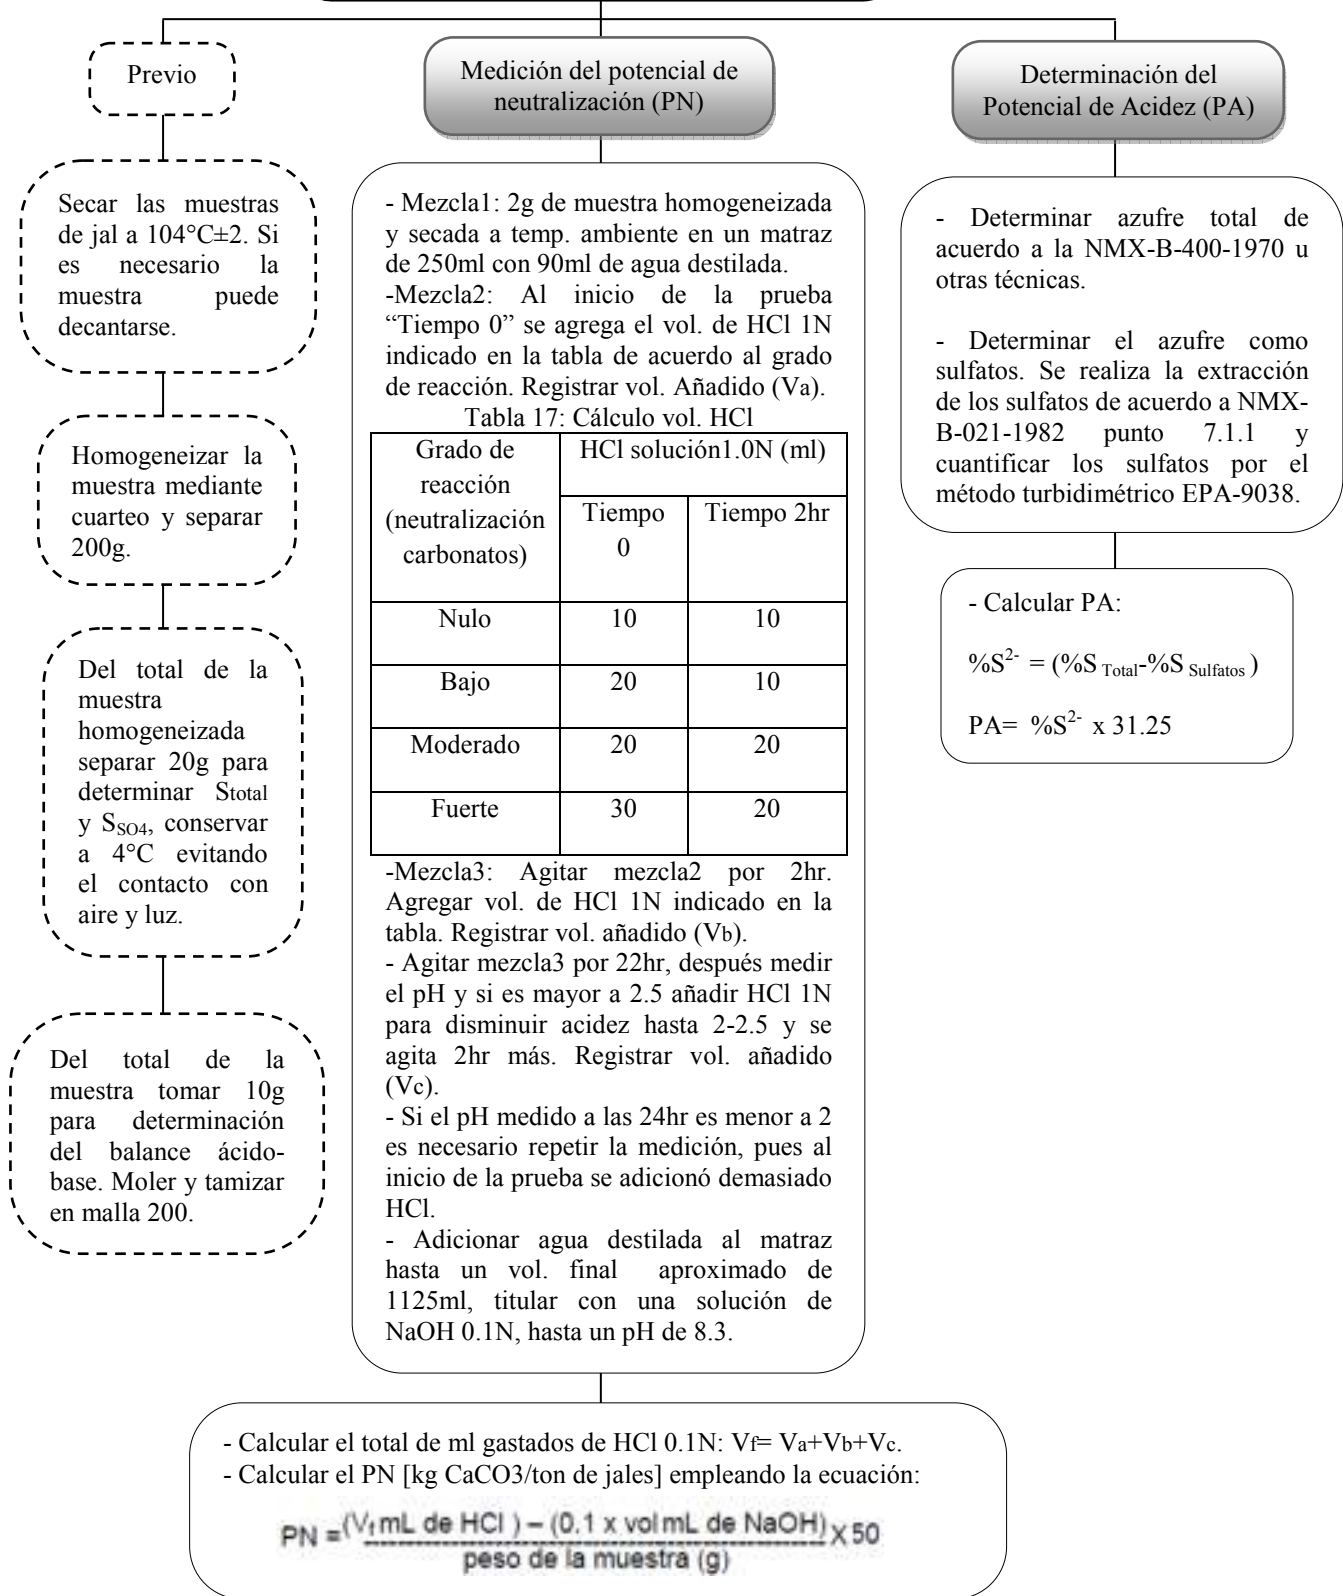 Previo
Secar las muestras
de jal a 104°C±2. Si
es necesario la
muestra puede
decantarse.
Homogeneizar la
muestra mediante
cuarteo y separar
200g.
Del total de la
muestra
homogeneizada
separar 20g para
determinar Stotal
y SSO4, conservar
a 4°C evitando
el contacto con
aire y luz.
Del total de la
muestra tomar 10g
para determinación
del balance ácido-
base. Moler y tamizar
en malla 200.
Medición del potencial de
neutralización (PN)
- Mezcla1: 2g de muestra homogeneizada
y secada a temp. ambiente en un matraz
de 250ml con 90ml de agua destilada.
-Mezcla2: Al inicio de la prueba
“Tiempo 0” se agrega el vol. de HCl 1N
indicado en la tabla de acuerdo al grado
de reacción. Registrar vol. Añadido (Va).
Tabla 17: Cálculo vol. HCl
Grado de
reacción
(neutralización
carbonatos)
HCl solución1.0N (ml)
Tiempo
0
Tiempo 2hr
Nulo 10 10
Bajo 20 10
Moderado 20 20
Fuerte 30 20
-Mezcla3: Agitar mezcla2 por 2hr.
Agregar vol. de HCl 1N indicado en la
tabla. Registrar vol. añadido (Vb).
- Agitar mezcla3 por 22hr, después medir
el pH y si es mayor a 2.5 añadir HCl 1N
para disminuir acidez hasta 2-2.5 y se
agita 2hr más. Registrar vol. añadido
(Vc).
- Si el pH medido a las 24hr es menor a 2
es necesario repetir la medición, pues al
inicio de la prueba se adicionó demasiado
HCl.
- Adicionar agua destilada al matraz
hasta un vol. final aproximado de
1125ml, titular con una solución de
NaOH 0.1N, hasta un pH de 8.3.
- Calcular el total de ml gastados de HCl 0.1N: Vf= Va+Vb+Vc.
- Calcular el PN [kg CaCO3/ton de jales] empleando la ecuación:
PN = (Vf mL de HCl ) – (0.1 x vol mL de NaOH) X 50
peso de la muestra (g)
Determinación del
Potencial de Acidez (PA)
- Determinar azufre total de
acuerdo a la NMX-B-400-1970 u
otras técnicas.
- Determinar el azufre como
sulfatos. Se realiza la extracción
de los sulfatos de acuerdo a NMX-
B-021-1982 punto 7.1.1 y
cuantificar los sulfatos por el
método turbidimétrico EPA-9038.
- Calcular PA:
%S²⁻ = (%S Total-%S Sulfatos )
PA= %S²⁻ x 31.25